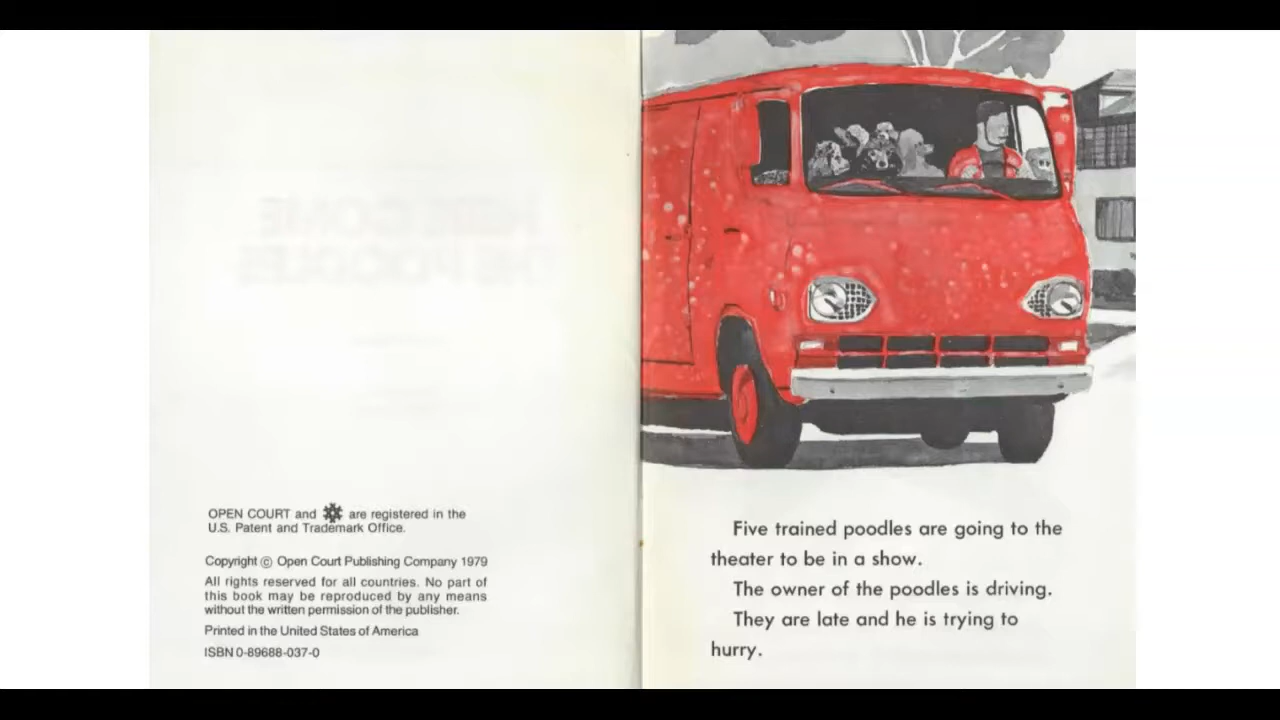 OPEN COURT and are registered in the
U.S. Patent and Trademark Office.
Copyright © Open Court Publishing Company 1979
All rights reserved for all countries. No part of
this book may be reproduced by any means
without the written permission of the publisher.
Printed in the United States of America
ISBN 0-89688-037-0
Five trained poodles are going to the
theater to be in a show.
The owner of the poodles is driving.
They are late and he is trying to
hurry.